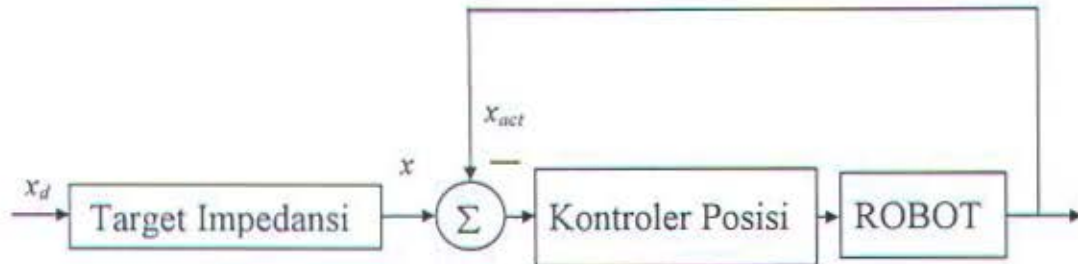 x_act
x
x_d
Target Impedansi
Σ
Kontroler Posisi
ROBOT